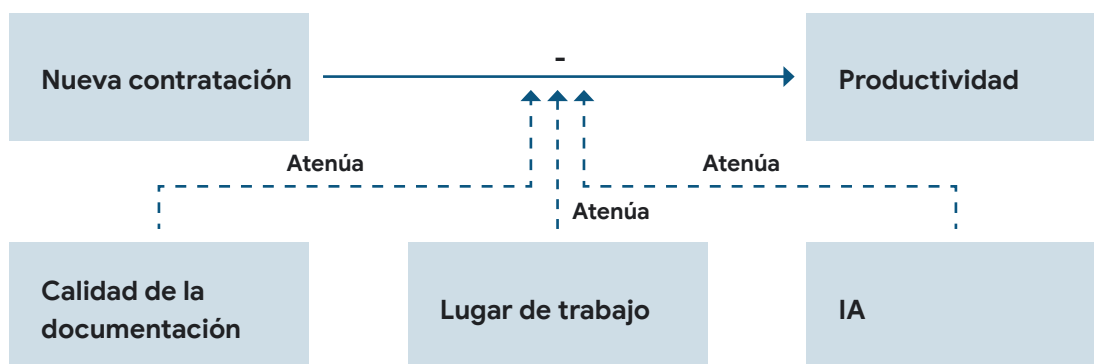 -
Nueva contratación
Productividad
Atenúa
Atenúa
Atenúa
Calidad de la
documentación
Lugar de trabajo
IA